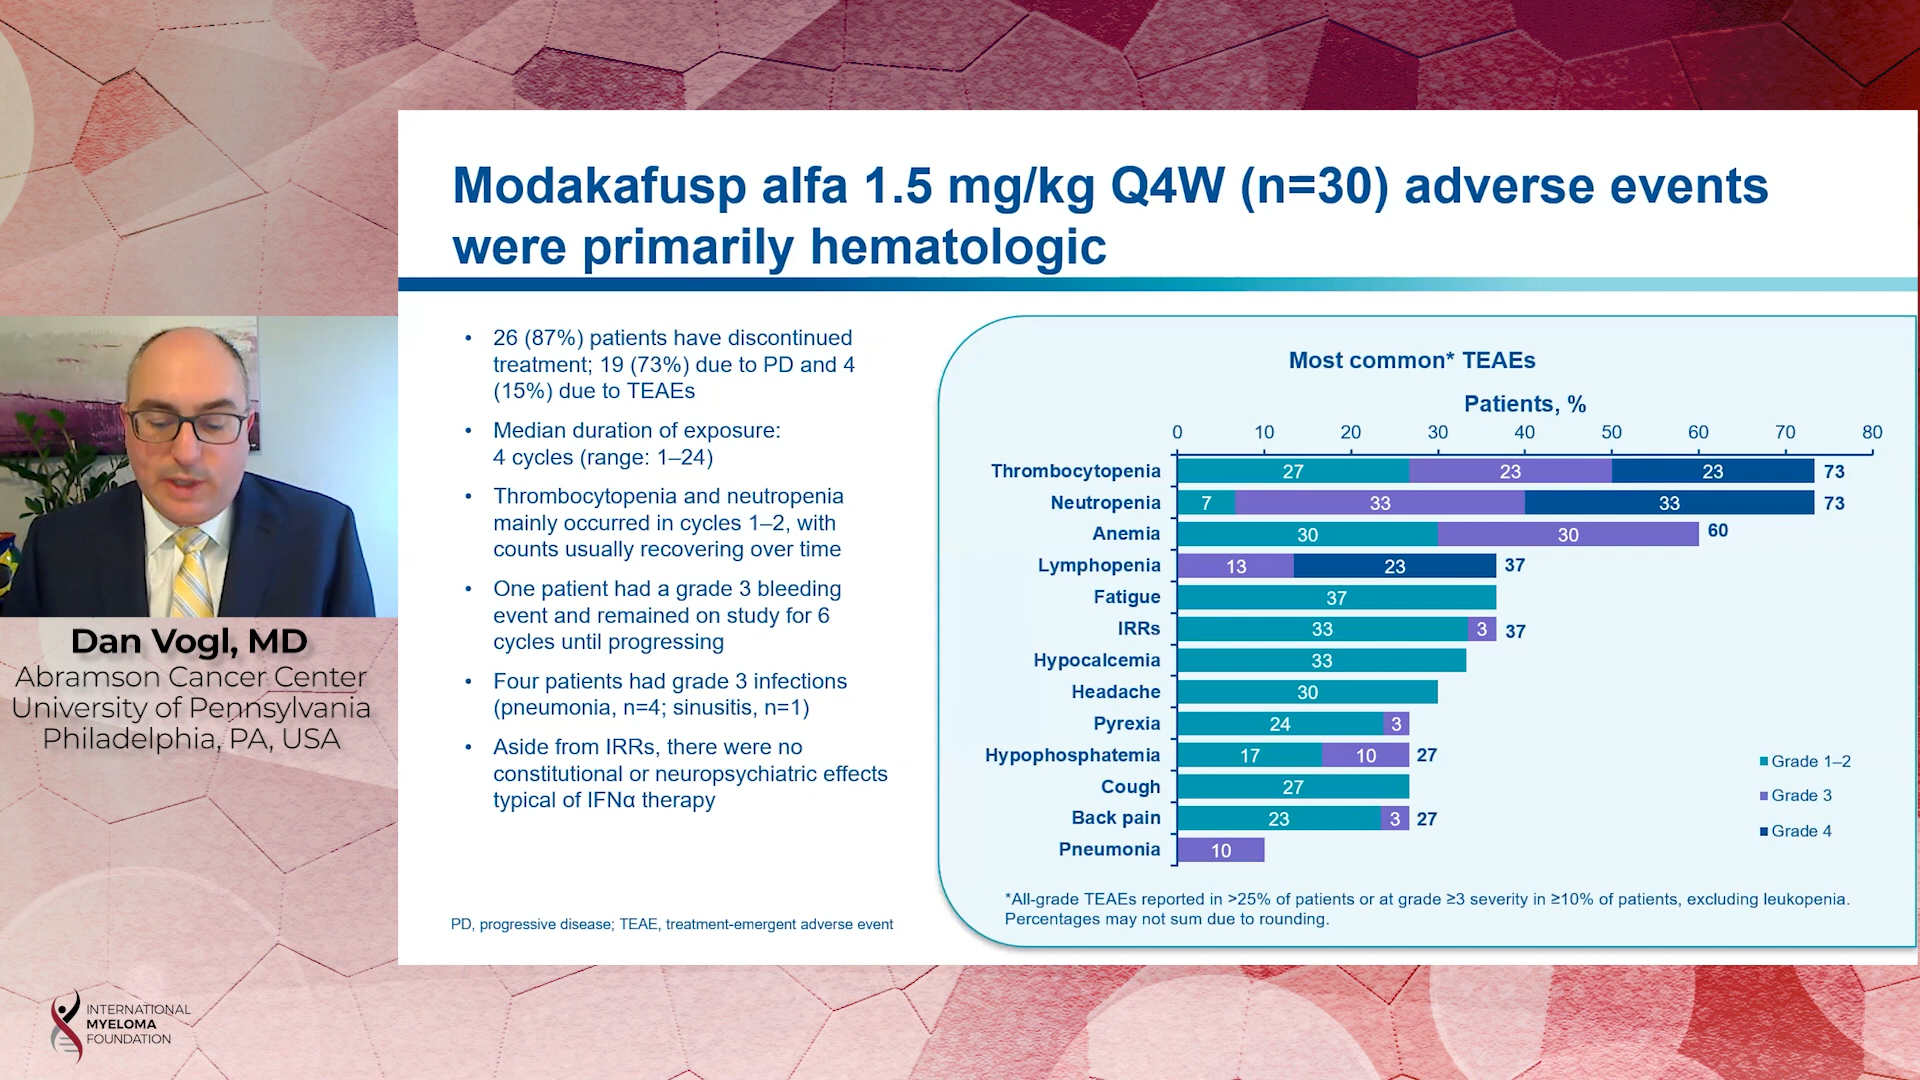 Modakafusp alfa 1.5 mg/kg Q4W (n=30) adverse events
were primarily hematologic
• 26 (87%) patients have discontinued
treatment; 19 (73%) due to PD and 4
(15%) due to TEAEs
• Median duration of exposure:
4 cycles (range: 1–24)
• Thrombocytopenia and neutropenia
mainly occurred in cycles 1–2, with
counts usually recovering over time
• One patient had a grade 3 bleeding
event and remained on study for 6
cycles until progressing
• Four patients had grade 3 infections
(pneumonia, n=4; sinusitis, n=1)
• Aside from IRRs, there were no
constitutional or neuropsychiatric effects
typical of IFNα therapy
PD, progressive disease; TEAE, treatment-emergent adverse event
Most common* TEAEs
Patients, %
0 10 20 30 40 50 60 70 80
Thrombocytopenia 27 23 23 73
Neutropenia 7 33 33 73
Anemia 30 30 60
Lymphopenia 13 23 37
Fatigue 37
IRRs 33 3 37
Hypocalcemia 33
Headache 30
Pyrexia 24 3
Hypophosphatemia 17 10 27
Cough 27
Back pain 23 3 27
Pneumonia 10
Grade 1–2
Grade 3
Grade 4
*All-grade TEAEs reported in >25% of patients or at grade ≥3 severity in ≥10% of patients, excluding leukopenia.
Percentages may not sum due to rounding.
Dan Vogl, MD
Abramson Cancer Center
University of Pennsylvania
Philadelphia, PA, USA
INTERNATIONAL
MYELOMA
FOUNDATION